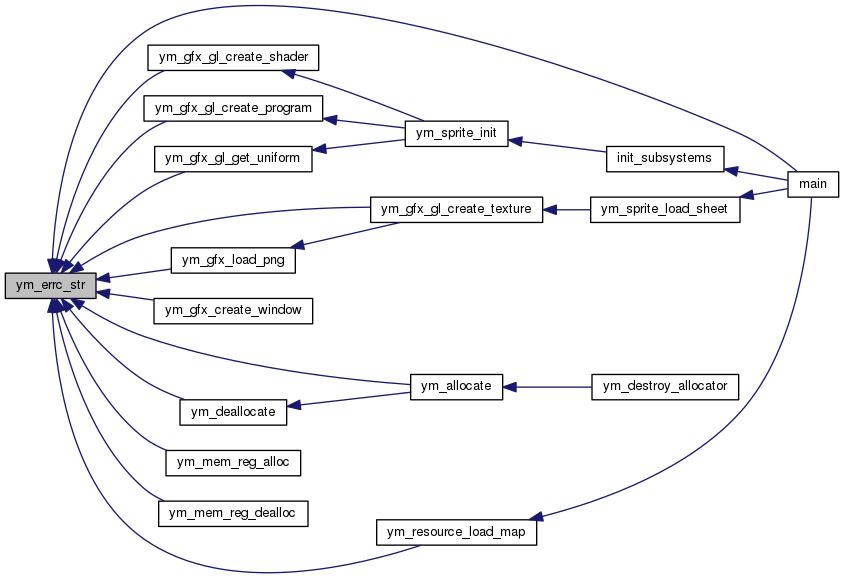 ym_gfx_gl_create_shader
ym_gfx_gl_create_program
ym_sprite_init
ym_gfx_gl_get_uniform
init_subsystems
main
ym_gfx_gl_create_texture
ym_sprite_load_sheet
ym_gfx_load_png
ym_errc_str
ym_gfx_create_window
ym_allocate
ym_destroy_allocator
ym_deallocate
ym_mem_reg_alloc
ym_mem_reg_dealloc
ym_resource_load_map